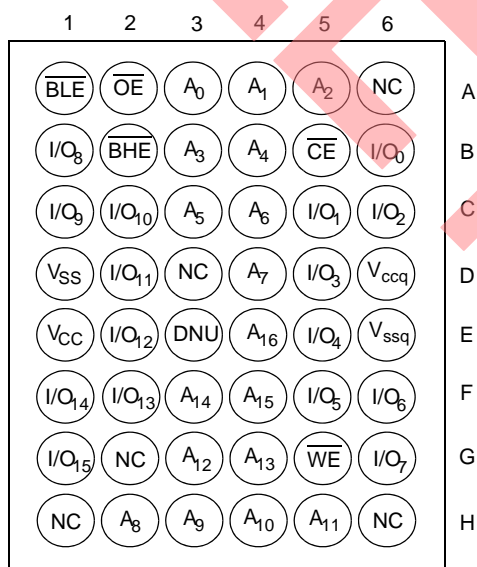 1 2 3 4 5 6
BLE OE A0 A1 A2 NC A
I/O8 BHE A3 A4 CE I/O0 B
I/O9 I/O10 A5 A6 I/O1 I/O2 C
VSS I/O11 NC A7 I/O3 Vccq D
VCC I/O12 DNU A16 I/O4 Vssq E
I/O14 I/O13 A14 A15 I/O5 I/O6 F
I/O15 NC A12 A13 WE I/O7 G
NC A8 A9 A10 A11 NC H